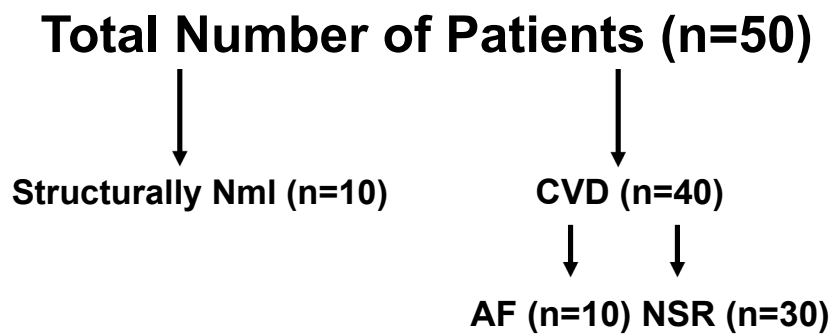 Total Number of Patients (n=50)
Structurally Nml (n=10) CVD (n=40)
AF (n=10) NSR (n=30)